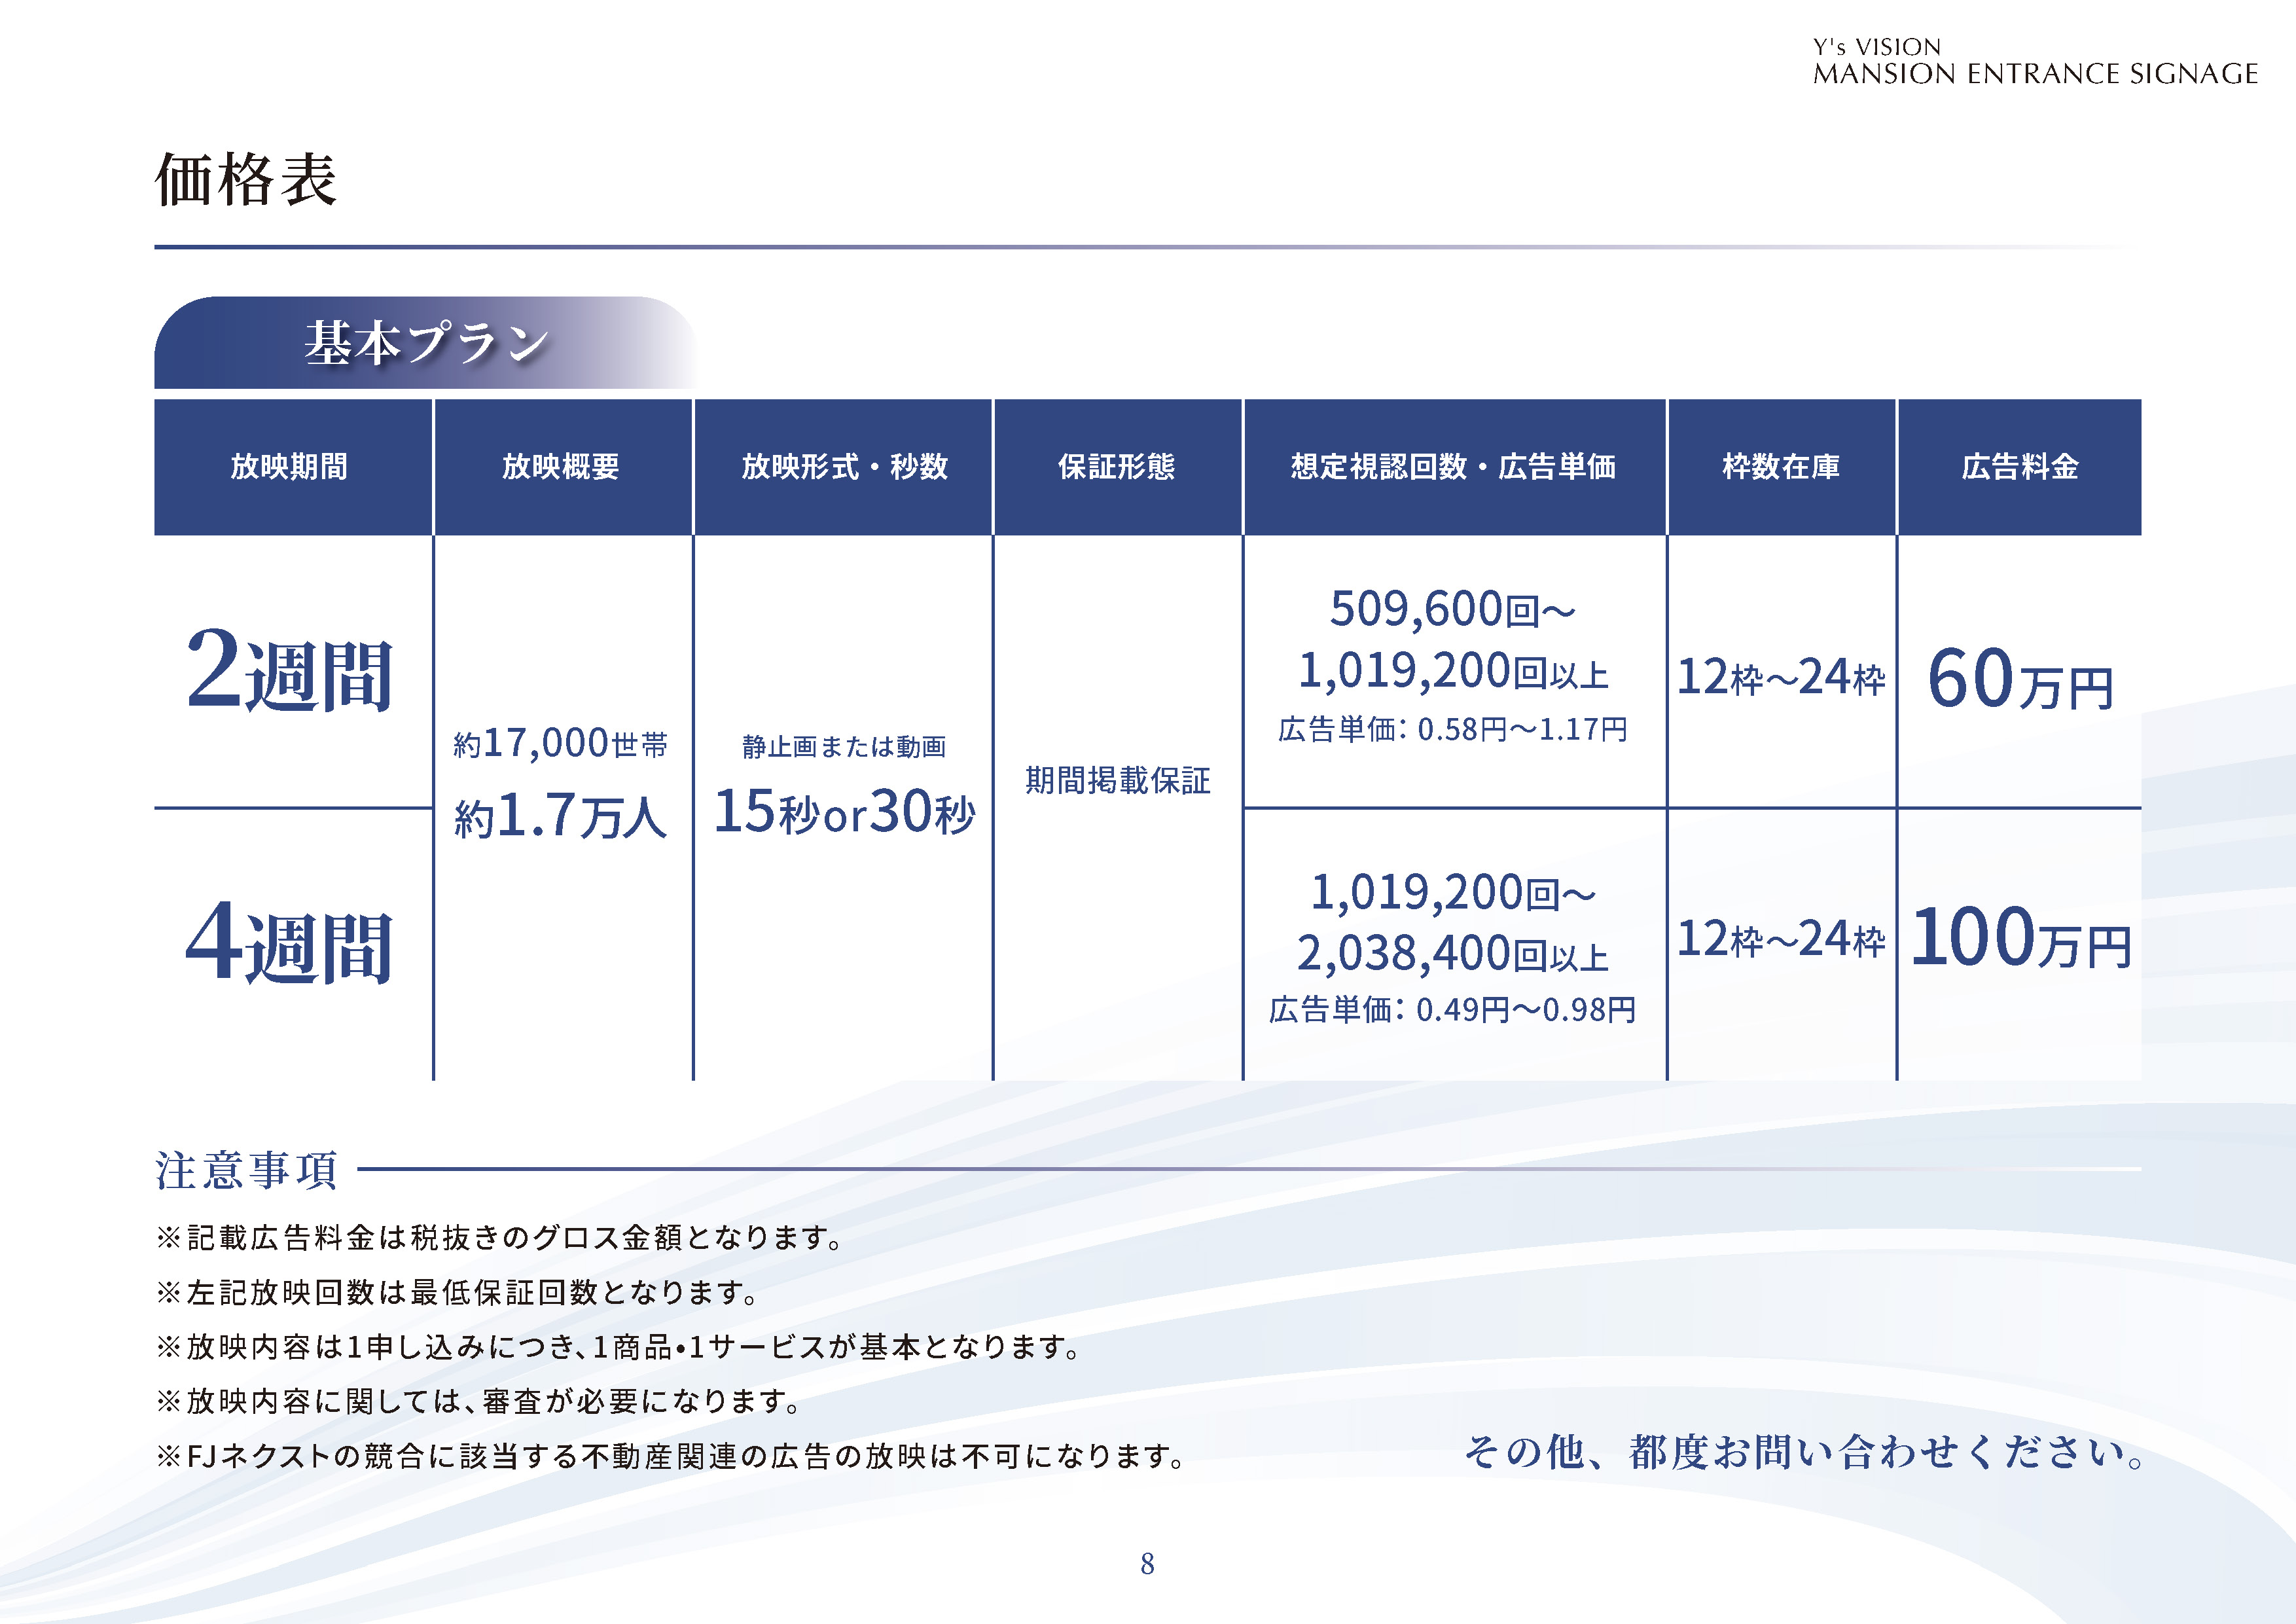 Y's VISION
MANSION ENTRANCE SIGNAGE
価格表
基本プラン
放映期間
放映概要
放映形式・秒数
保証形態
想定視認回数・広告単価
枠数在庫
広告料金
2週間
約17,000世帯
約1.7万人
静止画または動画
15秒or30秒
期間掲載保証
509,600回〜
1,019,200回以上
広告単価：0.58円〜1.17円
12枠〜24枠
60万円
4週間
1,019,200回〜
2,038,400回以上
広告単価：0.49円〜0.98円
12枠〜24枠
100万円
注意事項
※記載広告料金は税抜きのグロス金額となります。
※左記放映回数は最低保証回数となります。
※放映内容は1申し込みにつき、1商品•1サービスが基本となります。
※放映内容に関しては、審査が必要になります。
※FJネクストの競合に該当する不動産関連の広告の放映は不可になります。
その他、都度お問い合わせください。
8